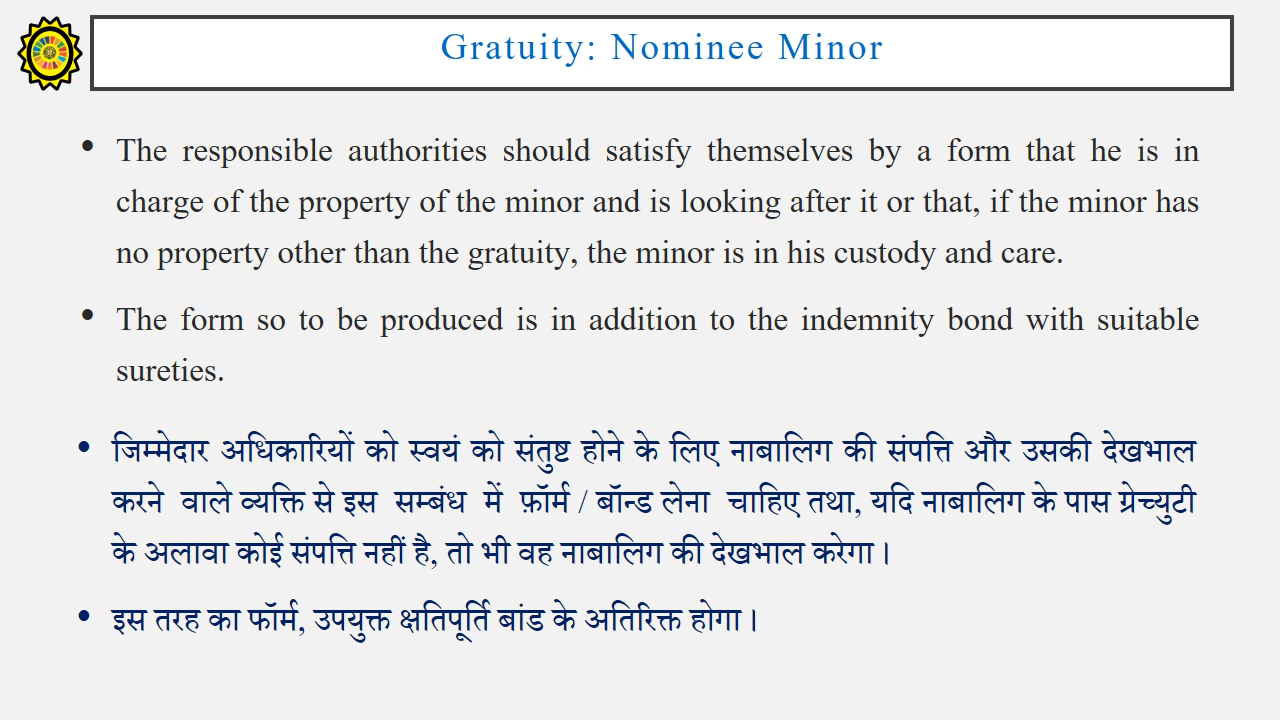 Gratuity: Nominee Minor
• The responsible authorities should satisfy themselves by a form that he is in
charge of the property of the minor and is looking after it or that, if the minor has
no property other than the gratuity, the minor is in his custody and care.
• The form so to be produced is in addition to the indemnity bond with suitable
sureties.
• जिम्मेदार अधिकारियों को स्वयं को संतुष्ट होने के लिए नाबालिग की संपत्ति और उसकी देखभाल
करने वाले व्यक्ति से इस सम्बंध में फ़ॉर्म / बॉन्ड लेना चाहिए तथा, यदि नाबालिग के पास ग्रेच्युटी
के अलावा कोई संपत्ति नहीं है, तो भी वह नाबालिग की देखभाल करेगा।
• इस तरह का फॉर्म, उपयुक्त क्षतिपूर्ति बांड के अतिरिक्त होगा।